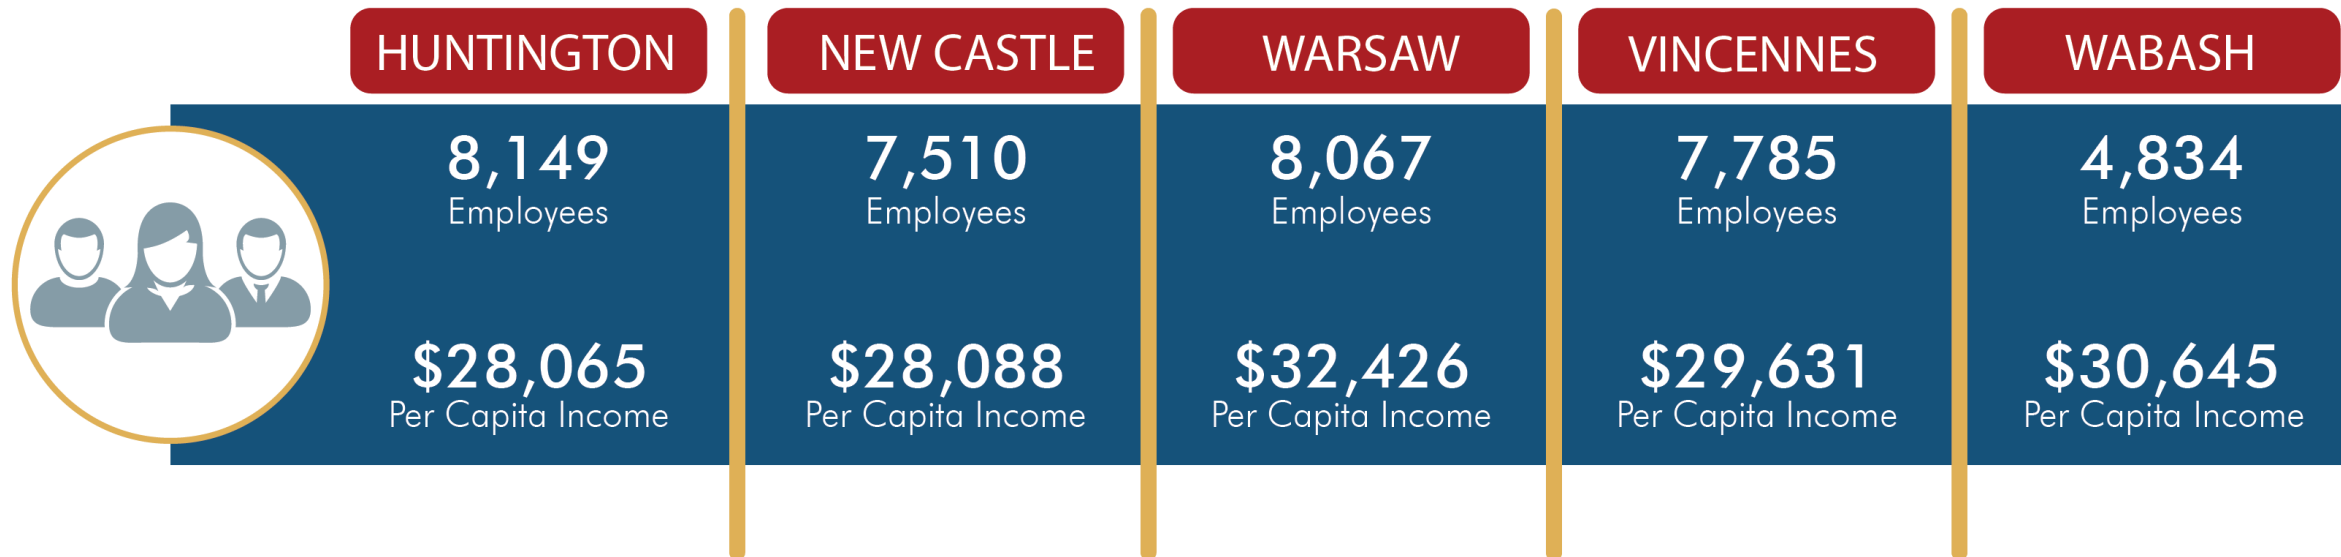 HUNTINGTON
NEW CASTLE
WARSAW
VINCENNES
WABASH
8,149
Employees
7,510
Employees
8,067
Employees
7,785
Employees
4,834
Employees
$28,065
Per Capita Income
$28,088
Per Capita Income
$32,426
Per Capita Income
$29,631
Per Capita Income
$30,645
Per Capita Income